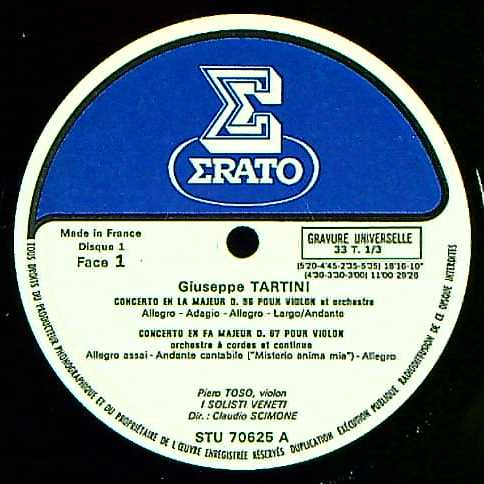 Σ
ΣRATO
Made in France
Disque 1
Face 1
GRAVURE UNIVERSELLE
33 T. 1/3
(5'20-4'45-2'35-5'35) 18'16-10"
(4'30-3'30-3'00) 11'00 29'26
Giuseppe TARTINI
CONCERTO EN LA MAJEUR D. 96 POUR VIOLON et orchestre
Allegro - Adagio - Allegro - Largo/Andante
CONCERTO EN FA MAJEUR D. 67 POUR VIOLON
orchestre à cordes et continue
Allegro assai - Andante cantabile ("Misterio anima mia") - Allegro
Piero TOSO, violon
I SOLISTI VENETI
Dir.: Claudio SCIMONE
STU 70625 A
TOUS DROITS DU PRODUCTEUR PHONOGRAPHIQUE ET DU PROPRIÉTAIRE DE L'ŒUVRE ENREGISTRÉE RÉSERVÉS DUPLICATION EXÉCUTION PUBLIQUE RADIODIFFUSION DE CE DISQUE INTERDITES